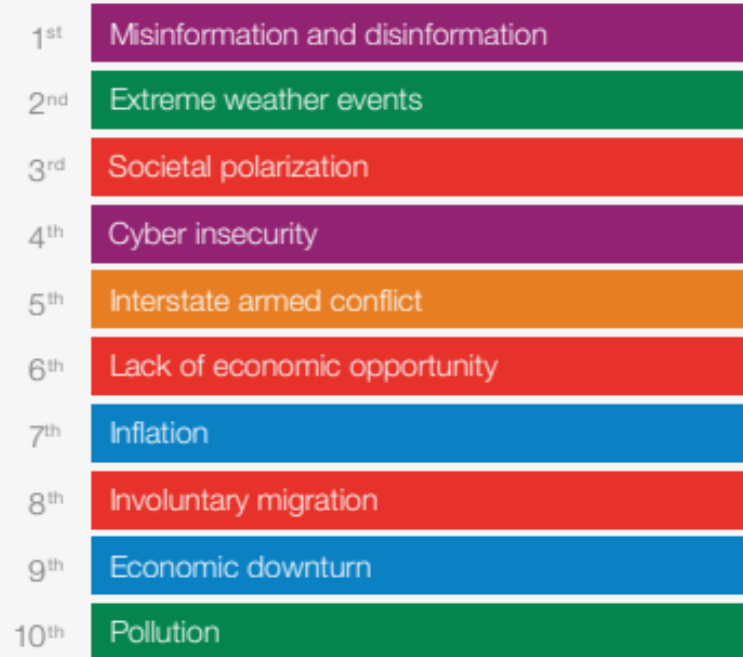 1st Misinformation and disinformation
2nd Extreme weather events
3rd Societal polarization
4th Cyber insecurity
5th Interstate armed conflict
6th Lack of economic opportunity
7th Inflation
8th Involuntary migration
9th Economic downturn
10th Pollution